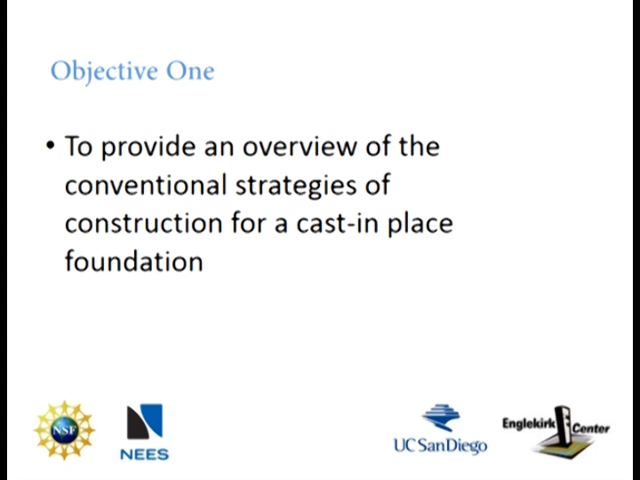 Objective One
• To provide an overview of the
conventional strategies of
construction for a cast-in place
foundation
NSF
NEES
UC San Diego
Englekirk Center